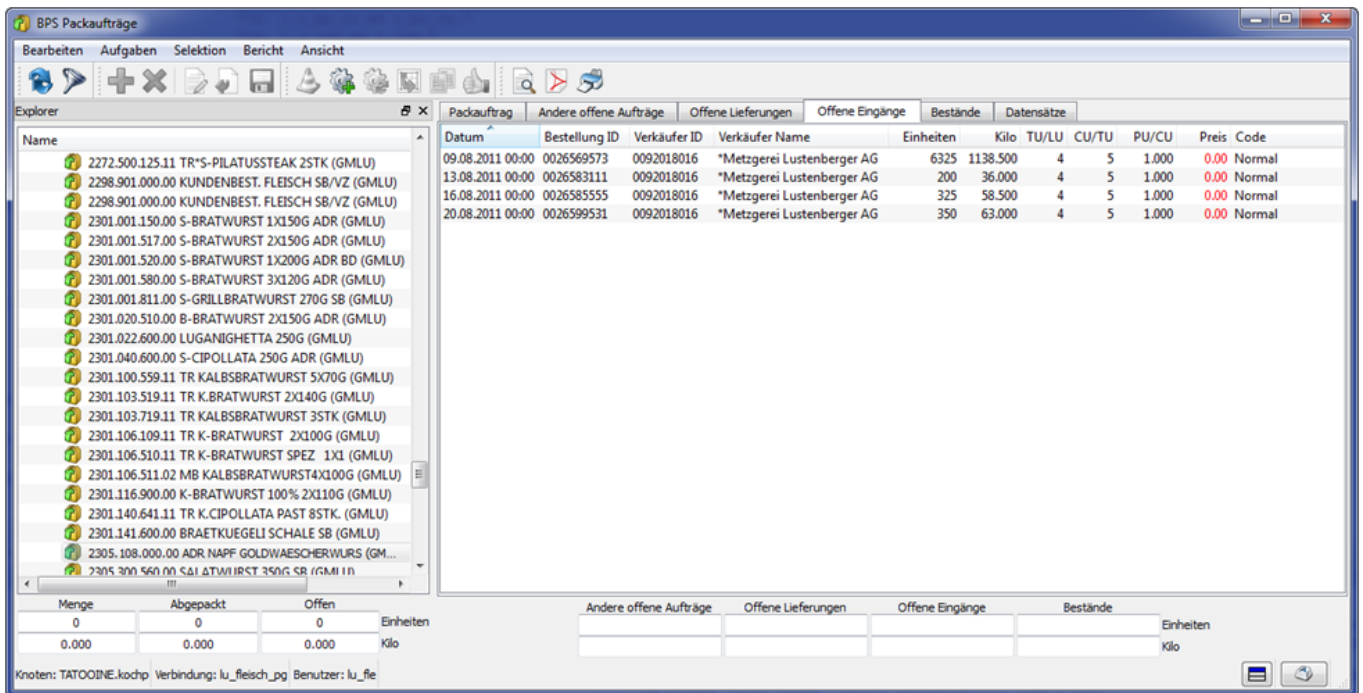 BPS Packaufträge
Bearbeiten Aufgaben Selektion Bericht Ansicht
Explorer
Name
2272.500.125.11 TR*S-PILATUSSTEAK 2STK (GMLU)
2298.901.000.00 KUNDENBEST. FLEISCH SB/VZ (GMLU)
2298.901.000.00 KUNDENBEST. FLEISCH SB/VZ (GMLU)
2301.001.150.00 S-BRATWURST 1X150G ADR (GMLU)
2301.001.517.00 S-BRATWURST 2X150G ADR (GMLU)
2301.001.520.00 S-BRATWURST 1X200G ADR BD (GMLU)
2301.001.580.00 S-BRATWURST 3X120G ADR (GMLU)
2301.001.811.00 S-GRILLBRATWURST 270G SB (GMLU)
2301.020.510.00 B-BRATWURST 2X150G ADR (GMLU)
2301.022.600.00 LUGANIGHETTA 250G (GMLU)
2301.040.600.00 S-CIPOLLATA 250G ADR (GMLU)
2301.100.559.11 TR KALBSBRATWURST 5X70G (GMLU)
2301.103.519.11 TR K.BRATWURST 2X140G (GMLU)
2301.103.719.11 TR KALBSBRATWURST 3STK (GMLU)
2301.106.109.11 TR K-BRATWURST 2X100G (GMLU)
2301.106.510.11 TR K-BRATWURST SPEZ 1X1 (GMLU)
2301.106.511.02 MB KALBSBRATWURST4X100G (GMLU)
2301.116.900.00 K-BRATWURST 100% 2X110G (GMLU)
2301.140.641.11 TR K.CIPOLLATA PAST 8STK. (GMLU)
2301.141.600.00 BRAETKUEGELI SCHALE SB (GMLU)
2305.108.000.00 ADR NAPF GOLDWAESCHERWURS (GM...
2305.300.560.00 SALATWURST 350G SB (GMLU)
Packauftrag Andere offene Aufträge Offene Lieferungen Offene Eingänge Bestände Datensätze
Datum Bestellung ID Verkäufer ID Verkäufer Name Einheiten Kilo TU/LU CU/TU PU/CU Preis Code
09.08.2011 00:00 0026569573 0092018016 *Metzgerei Lustenberger AG 6325 1138.500 4 5 1.000 0.00 Normal
13.08.2011 00:00 0026583111 0092018016 *Metzgerei Lustenberger AG 200 36.000 4 5 1.000 0.00 Normal
16.08.2011 00:00 0026585555 0092018016 *Metzgerei Lustenberger AG 325 58.500 4 5 1.000 0.00 Normal
20.08.2011 00:00 0026599531 0092018016 *Metzgerei Lustenberger AG 350 63.000 4 5 1.000 0.00 Normal
Menge Abgepackt Offen
0 0 0 Einheiten
0.000 0.000 0.000 Kilo
Andere offene Aufträge Offene Lieferungen Offene Eingänge Bestände
Einheiten
Kilo
Knoten: TATOOINE.kochp Verbindung: lu_fleisch_pg Benutzer: lu_fle